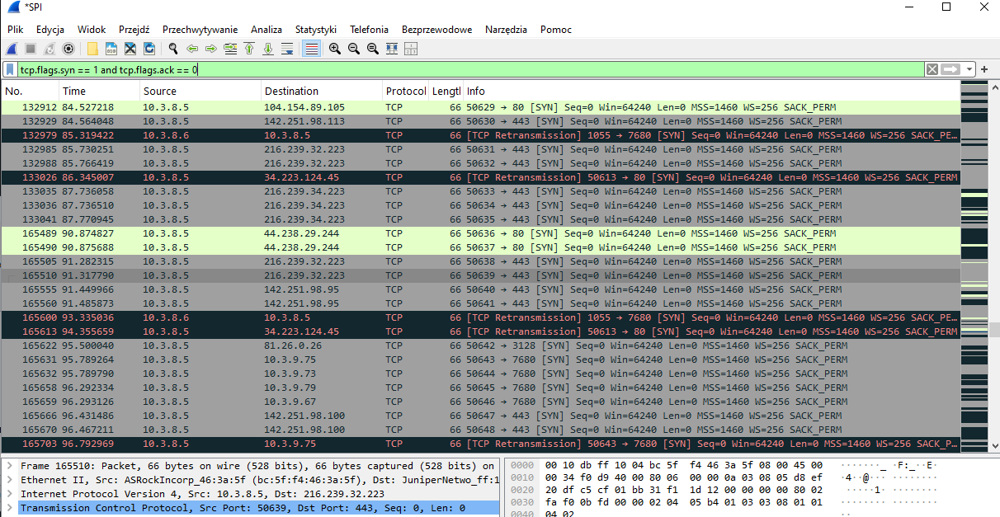 *SPI
Plik Edycja Widok Przejdź Przechwytywanie Analiza Statystyki Telefonia Bezprzewodowe Narzędzia Pomoc
tcp.flags.syn == 1 and tcp.flags.ack == 0
No. Time Source Destination Protocol Lengtl Info
132912 84.527218 10.3.8.5 104.154.89.105 TCP 66 50629 → 80 [SYN] Seq=0 Win=64240 Len=0 MSS=1460 WS=256 SACK_PERM
132929 84.564048 10.3.8.5 142.251.98.113 TCP 66 50630 → 443 [SYN] Seq=0 Win=64240 Len=0 MSS=1460 WS=256 SACK_PERM
132979 85.319422 10.3.8.6 10.3.8.5 TCP 66 [TCP Retransmission] 1055 → 7680 [SYN] Seq=0 Win=64240 Len=0 MSS=1460 WS=256 SACK_PE…
132985 85.730251 10.3.8.5 216.239.32.223 TCP 66 50631 → 443 [SYN] Seq=0 Win=64240 Len=0 MSS=1460 WS=256 SACK_PERM
132988 85.766419 10.3.8.5 216.239.32.223 TCP 66 50632 → 443 [SYN] Seq=0 Win=64240 Len=0 MSS=1460 WS=256 SACK_PERM
133026 86.345007 10.3.8.5 34.223.124.45 TCP 66 [TCP Retransmission] 50613 → 80 [SYN] Seq=0 Win=64240 Len=0 MSS=1460 WS=256 SACK_PERM
133035 87.736058 10.3.8.5 216.239.34.223 TCP 66 50633 → 443 [SYN] Seq=0 Win=64240 Len=0 MSS=1460 WS=256 SACK_PERM
133036 87.736510 10.3.8.5 216.239.34.223 TCP 66 50634 → 443 [SYN] Seq=0 Win=64240 Len=0 MSS=1460 WS=256 SACK_PERM
133041 87.770945 10.3.8.5 216.239.34.223 TCP 66 50635 → 443 [SYN] Seq=0 Win=64240 Len=0 MSS=1460 WS=256 SACK_PERM
165489 90.874827 10.3.8.5 44.238.29.244 TCP 66 50636 → 80 [SYN] Seq=0 Win=64240 Len=0 MSS=1460 WS=256 SACK_PERM
165490 90.875688 10.3.8.5 44.238.29.244 TCP 66 50637 → 80 [SYN] Seq=0 Win=64240 Len=0 MSS=1460 WS=256 SACK_PERM
165505 91.282315 10.3.8.5 216.239.32.223 TCP 66 50638 → 443 [SYN] Seq=0 Win=64240 Len=0 MSS=1460 WS=256 SACK_PERM
165510 91.317790 10.3.8.5 216.239.32.223 TCP 66 50639 → 443 [SYN] Seq=0 Win=64240 Len=0 MSS=1460 WS=256 SACK_PERM
165555 91.449966 10.3.8.5 142.251.98.95 TCP 66 50640 → 443 [SYN] Seq=0 Win=64240 Len=0 MSS=1460 WS=256 SACK_PERM
165560 91.485873 10.3.8.5 142.251.98.95 TCP 66 50641 → 443 [SYN] Seq=0 Win=64240 Len=0 MSS=1460 WS=256 SACK_PERM
165600 93.335036 10.3.8.6 10.3.8.5 TCP 66 [TCP Retransmission] 1055 → 7680 [SYN] Seq=0 Win=64240 Len=0 MSS=1460 WS=256 SACK_PE…
165613 94.355659 10.3.8.5 34.223.124.45 TCP 66 [TCP Retransmission] 50613 → 80 [SYN] Seq=0 Win=64240 Len=0 MSS=1460 WS=256 SACK_PERM
165622 95.500040 10.3.8.5 81.26.0.26 TCP 66 50642 → 3128 [SYN] Seq=0 Win=64240 Len=0 MSS=1460 WS=256 SACK_PERM
165631 95.789264 10.3.8.5 10.3.9.75 TCP 66 50643 → 7680 [SYN] Seq=0 Win=64240 Len=0 MSS=1460 WS=256 SACK_PERM
165632 95.789790 10.3.8.5 10.3.9.73 TCP 66 50644 → 7680 [SYN] Seq=0 Win=64240 Len=0 MSS=1460 WS=256 SACK_PERM
165658 96.292334 10.3.8.5 10.3.9.79 TCP 66 50645 → 7680 [SYN] Seq=0 Win=64240 Len=0 MSS=1460 WS=256 SACK_PERM
165659 96.293126 10.3.8.5 10.3.9.67 TCP 66 50646 → 7680 [SYN] Seq=0 Win=64240 Len=0 MSS=1460 WS=256 SACK_PERM
165666 96.431486 10.3.8.5 142.251.98.100 TCP 66 50647 → 443 [SYN] Seq=0 Win=64240 Len=0 MSS=1460 WS=256 SACK_PERM
165670 96.467211 10.3.8.5 142.251.98.100 TCP 66 50648 → 443 [SYN] Seq=0 Win=64240 Len=0 MSS=1460 WS=256 SACK_PERM
165703 96.792969 10.3.8.5 10.3.9.75 TCP 66 [TCP Retransmission] 50643 → 7680 [SYN] Seq=0 Win=64240 Len=0 MSS=1460 WS=256 SACK_P…
Frame 165510: Packet, 66 bytes on wire (528 bits), 66 bytes captured (528 bits) on
Ethernet II, Src: ASRockIncorp_46:3a:5f (bc:5f:f4:46:3a:5f), Dst: JuniperNetwo_ff:1
Internet Protocol Version 4, Src: 10.3.8.5, Dst: 216.239.32.223
Transmission Control Protocol, Src Port: 50639, Dst Port: 443, Seq: 0, Len: 0
0000 00 10 db ff 10 04 bc 5f f4 46 3a 5f 08 00 45 00 ·······_ ·F:_··E·
0010 00 34 f0 d9 40 00 80 06 00 00 0a 03 08 05 d8 ef ·4··@··· ········
0020 20 df c5 cf 01 bb 31 f1 1d 12 00 00 00 00 80 02 ·····1· ········
0030 fa f0 0b fd 00 00 02 04 05 b4 01 03 03 08 01 01 ········ ········
0040 04 02 ··